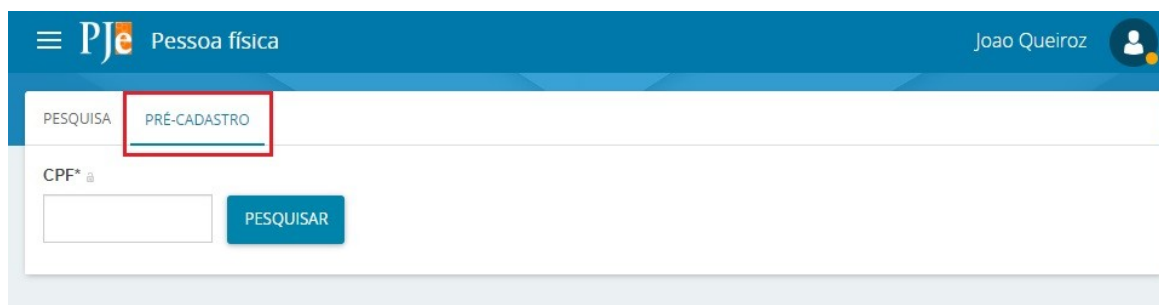 PJe Pessoa física Joao Queiroz
PESQUISA PRÉ-CADASTRO
CPF*
PESQUISAR